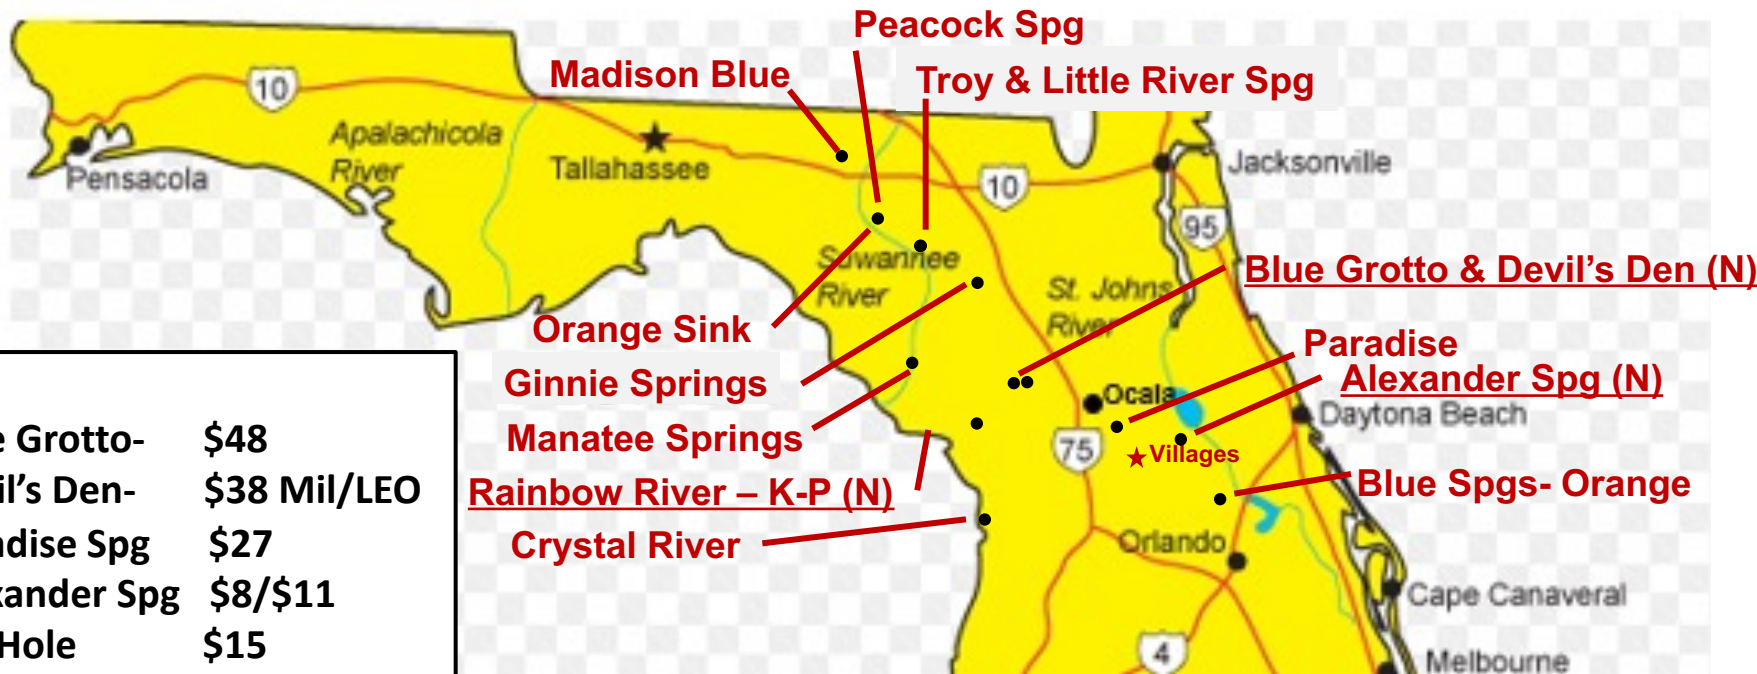 Peacock Spg
Madison Blue
Troy & Little River Spg
10
Apalachicola
River
Tallahassee
Pensacola
10
Jacksonville
95
Suwannee
River
St. Johns
River
Blue Grotto & Devil's Den (N)
Orange Sink
Paradise
Ginnie Springs
Alexander Spg (N)
Ocala
Daytona Beach
Manatee Springs
75
Villages
Rainbow River – K-P (N)
Blue Spgs- Orange
Crystal River
Orlando
Cape Canaveral
4
Melbourne
e Grotto- $48
il's Den- $38 Mil/LEO
adise Spg $27
xander Spg $8/$11
Hole $15